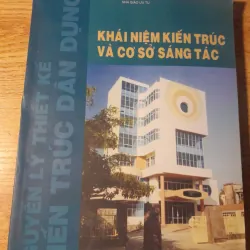 KHÁI NIỆM KIẾN TRÚC
VÀ CƠ SỞ SÁNG TÁC
NGUYÊN LÝ THIẾT KẾ
KIẾN TRÚC DÂN DỤNG